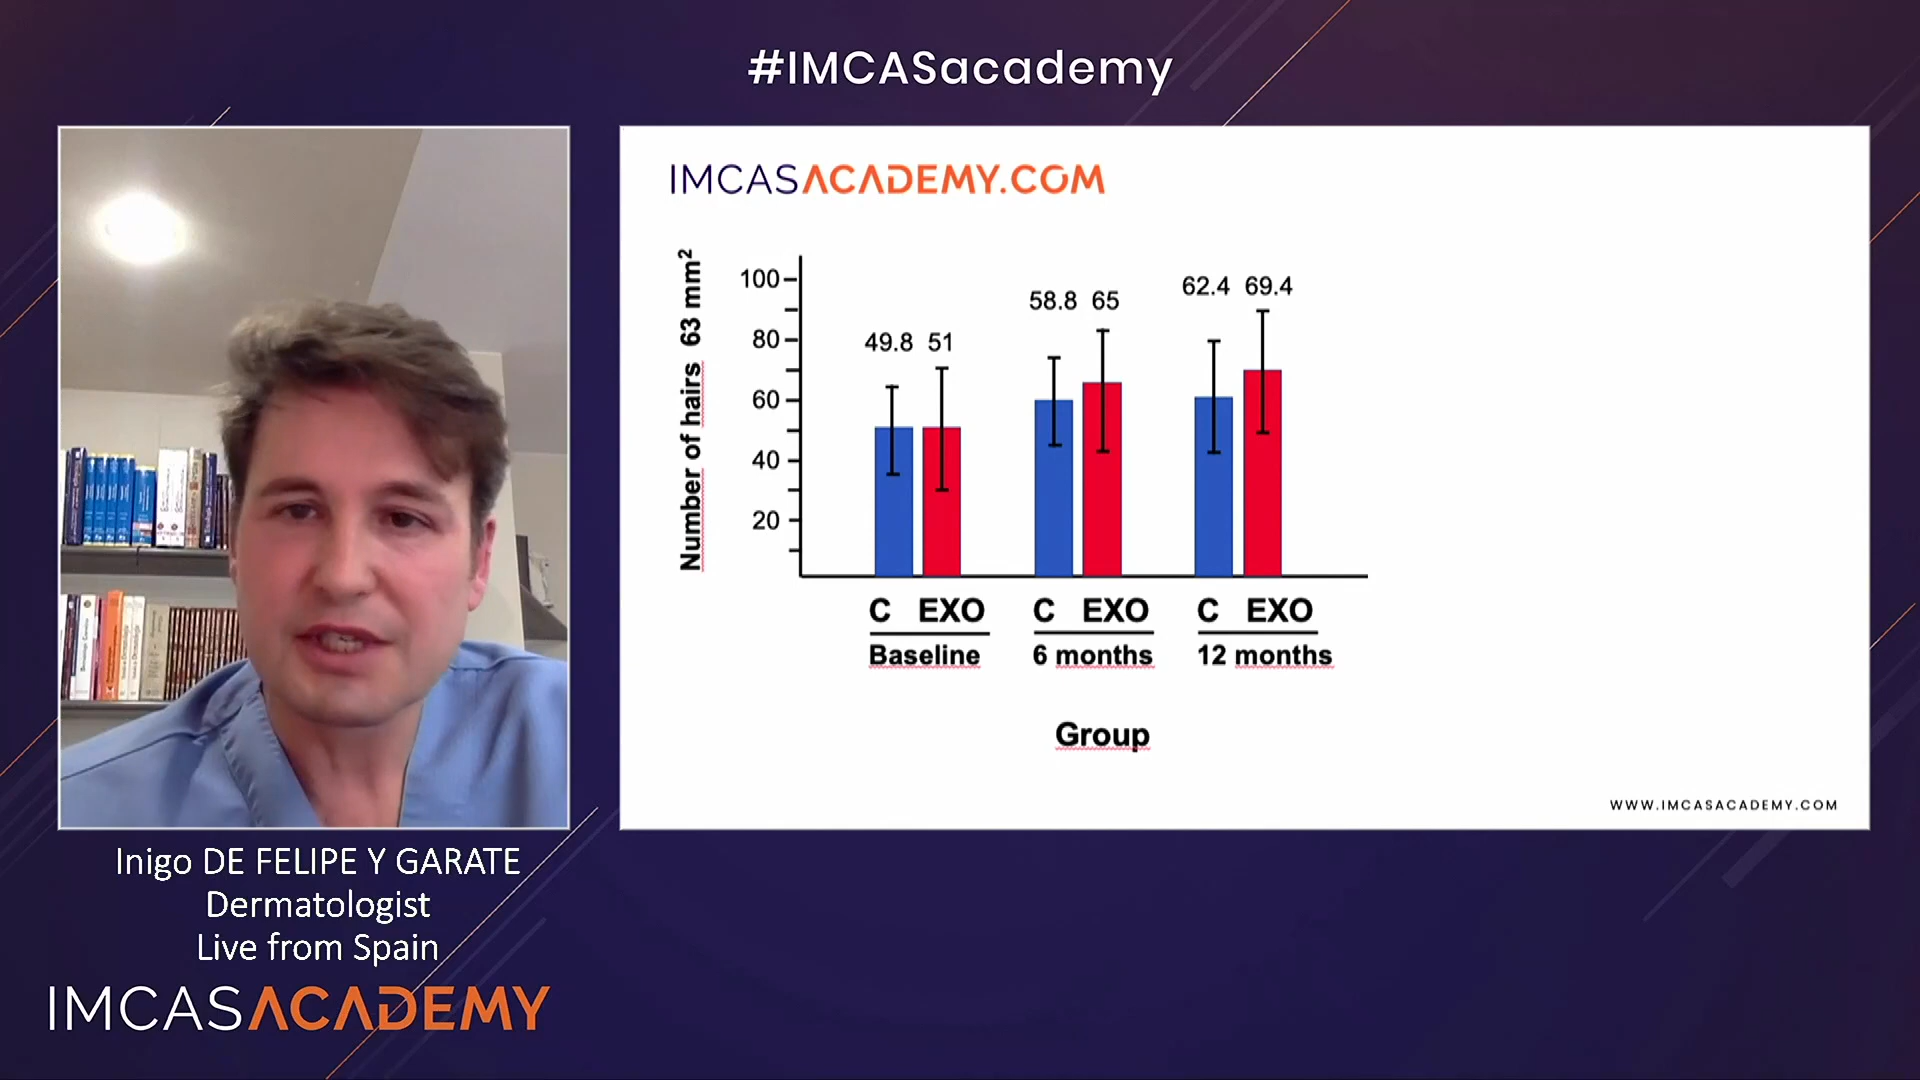 #IMCASacademy
IMCASACADEMY.COM
Number of hairs 63 mm²
100
80
60
40
20
49.8 51
58.8 65
62.4 69.4
C EXO
C EXO
C EXO
Baseline
6 months
12 months
Group
WWW.IMCASACADEMY.COM
Inigo DE FELIPE Y GARATE
Dermatologist
Live from Spain
IMCASACADEMY